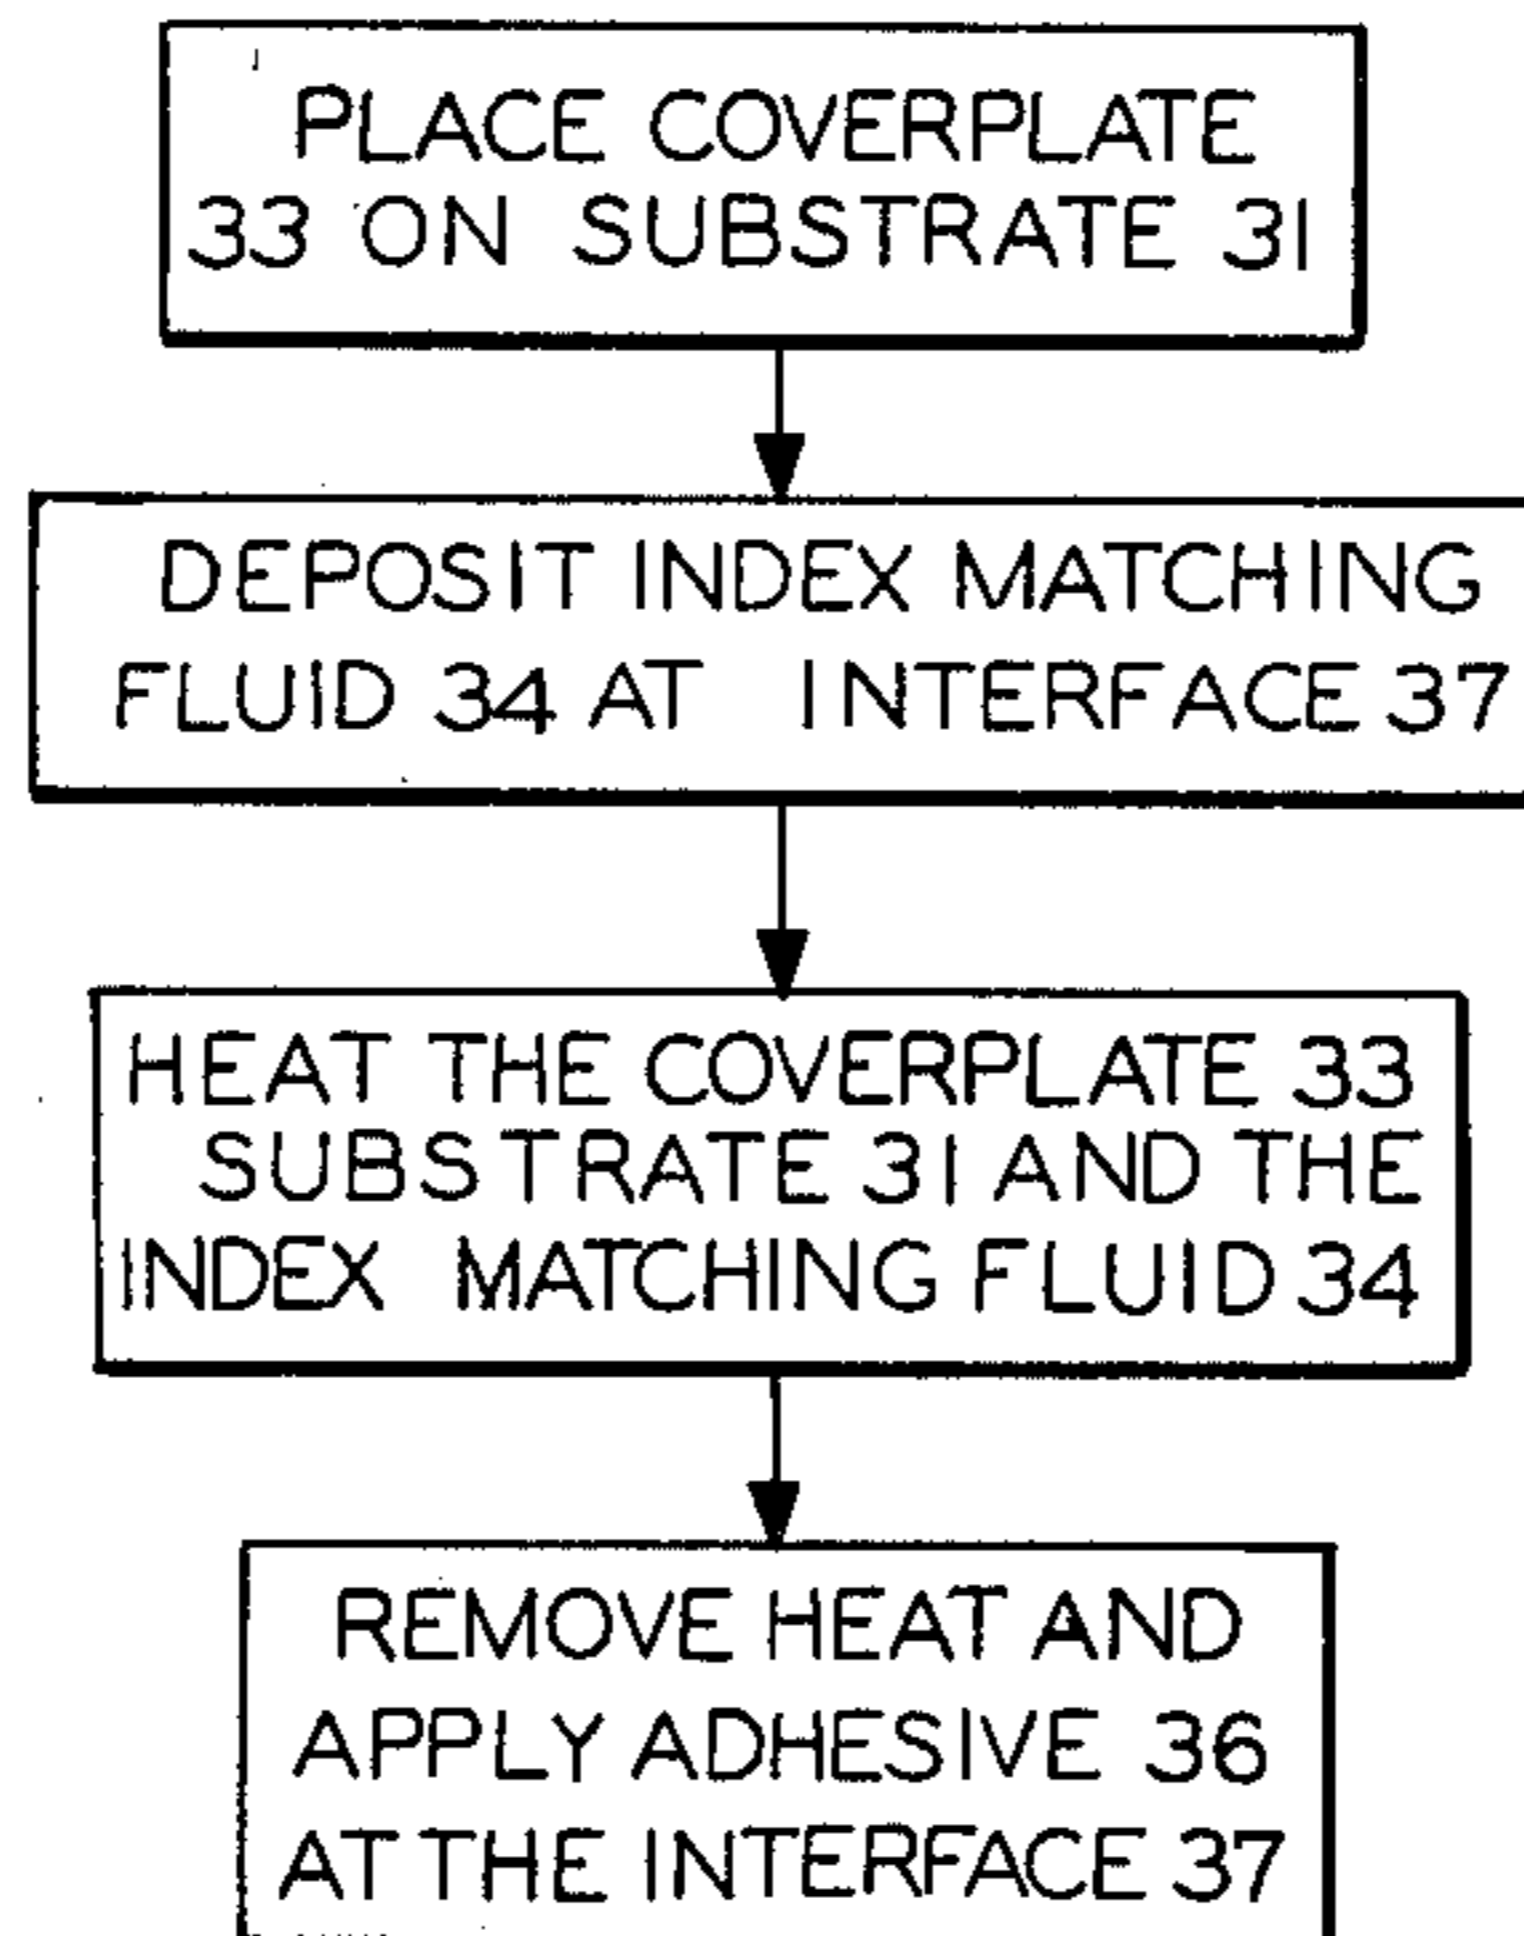 PLACE COVERPLATE
33 ON SUBSTRATE 31
DEPOSIT INDEX MATCHING
FLUID 34 AT INTERFACE 37
HEAT THE COVERPLATE 33
SUBSTRATE 31 AND THE
INDEX MATCHING FLUID 34
REMOVE HEAT AND
APPLY ADHESIVE 36
AT THE INTERFACE 37